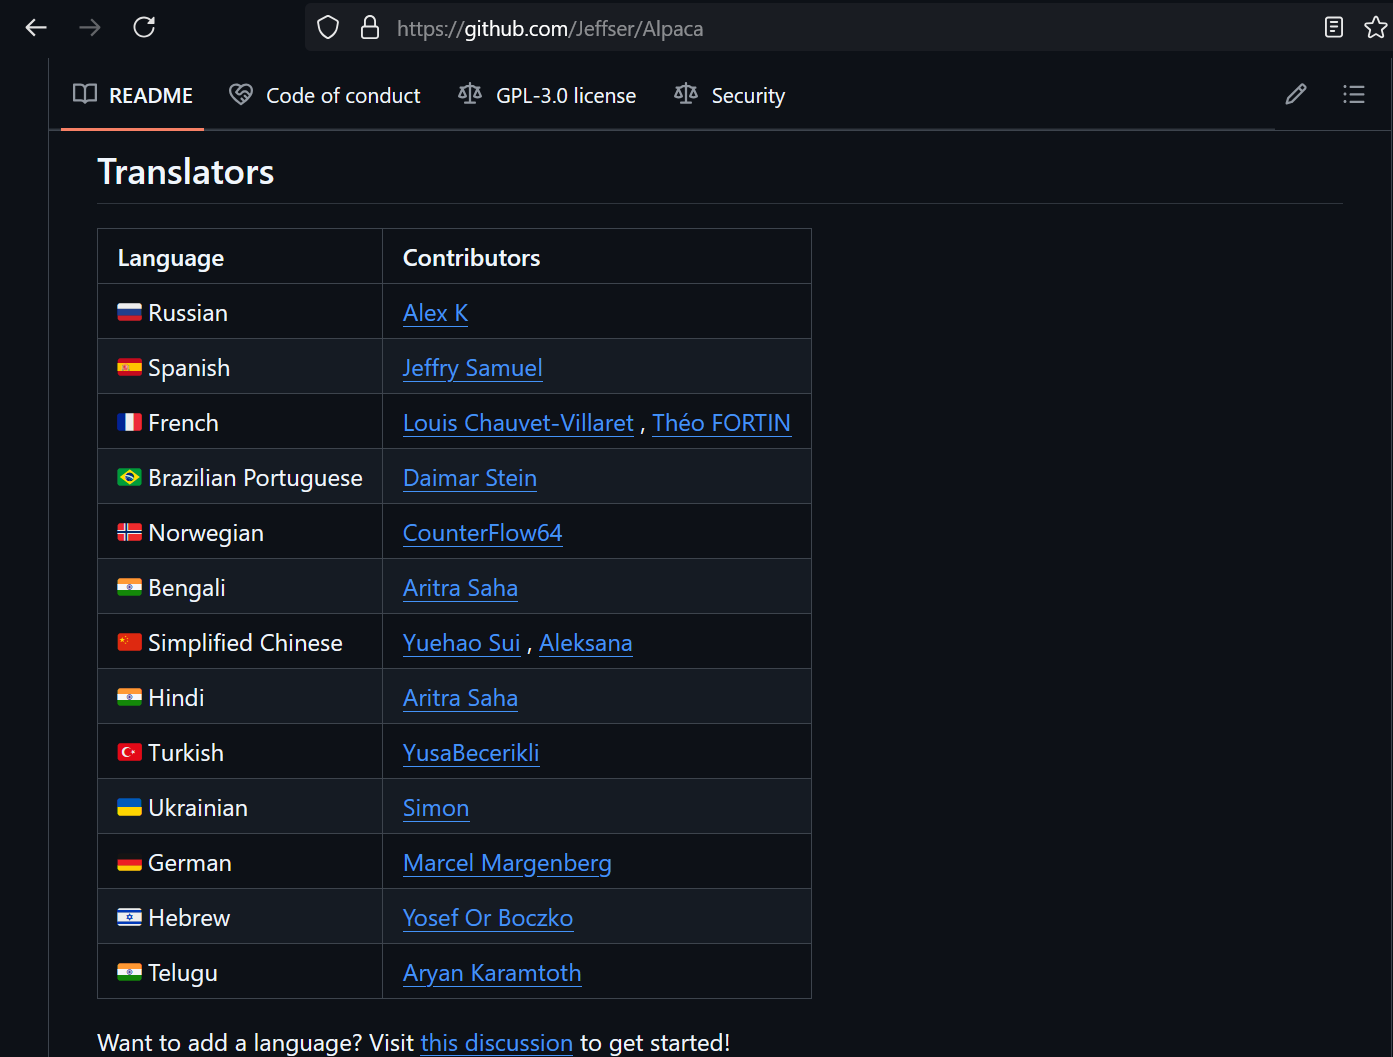 https://github.com/Jeffser/Alpaca
README Code of conduct GPL-3.0 license Security
Translators
Language Contributors
Russian Alex K
Spanish Jeffry Samuel
French Louis Chauvet-Villaret , Théo FORTIN
Brazilian Portuguese Daimar Stein
Norwegian CounterFlow64
Bengali Aritra Saha
Simplified Chinese Yuehao Sui , Aleksana
Hindi Aritra Saha
Turkish YusaBecerikli
Ukrainian Simon
German Marcel Margenberg
Hebrew Yosef Or Boczko
Telugu Aryan Karamtoth
Want to add a language? Visit this discussion to get started!